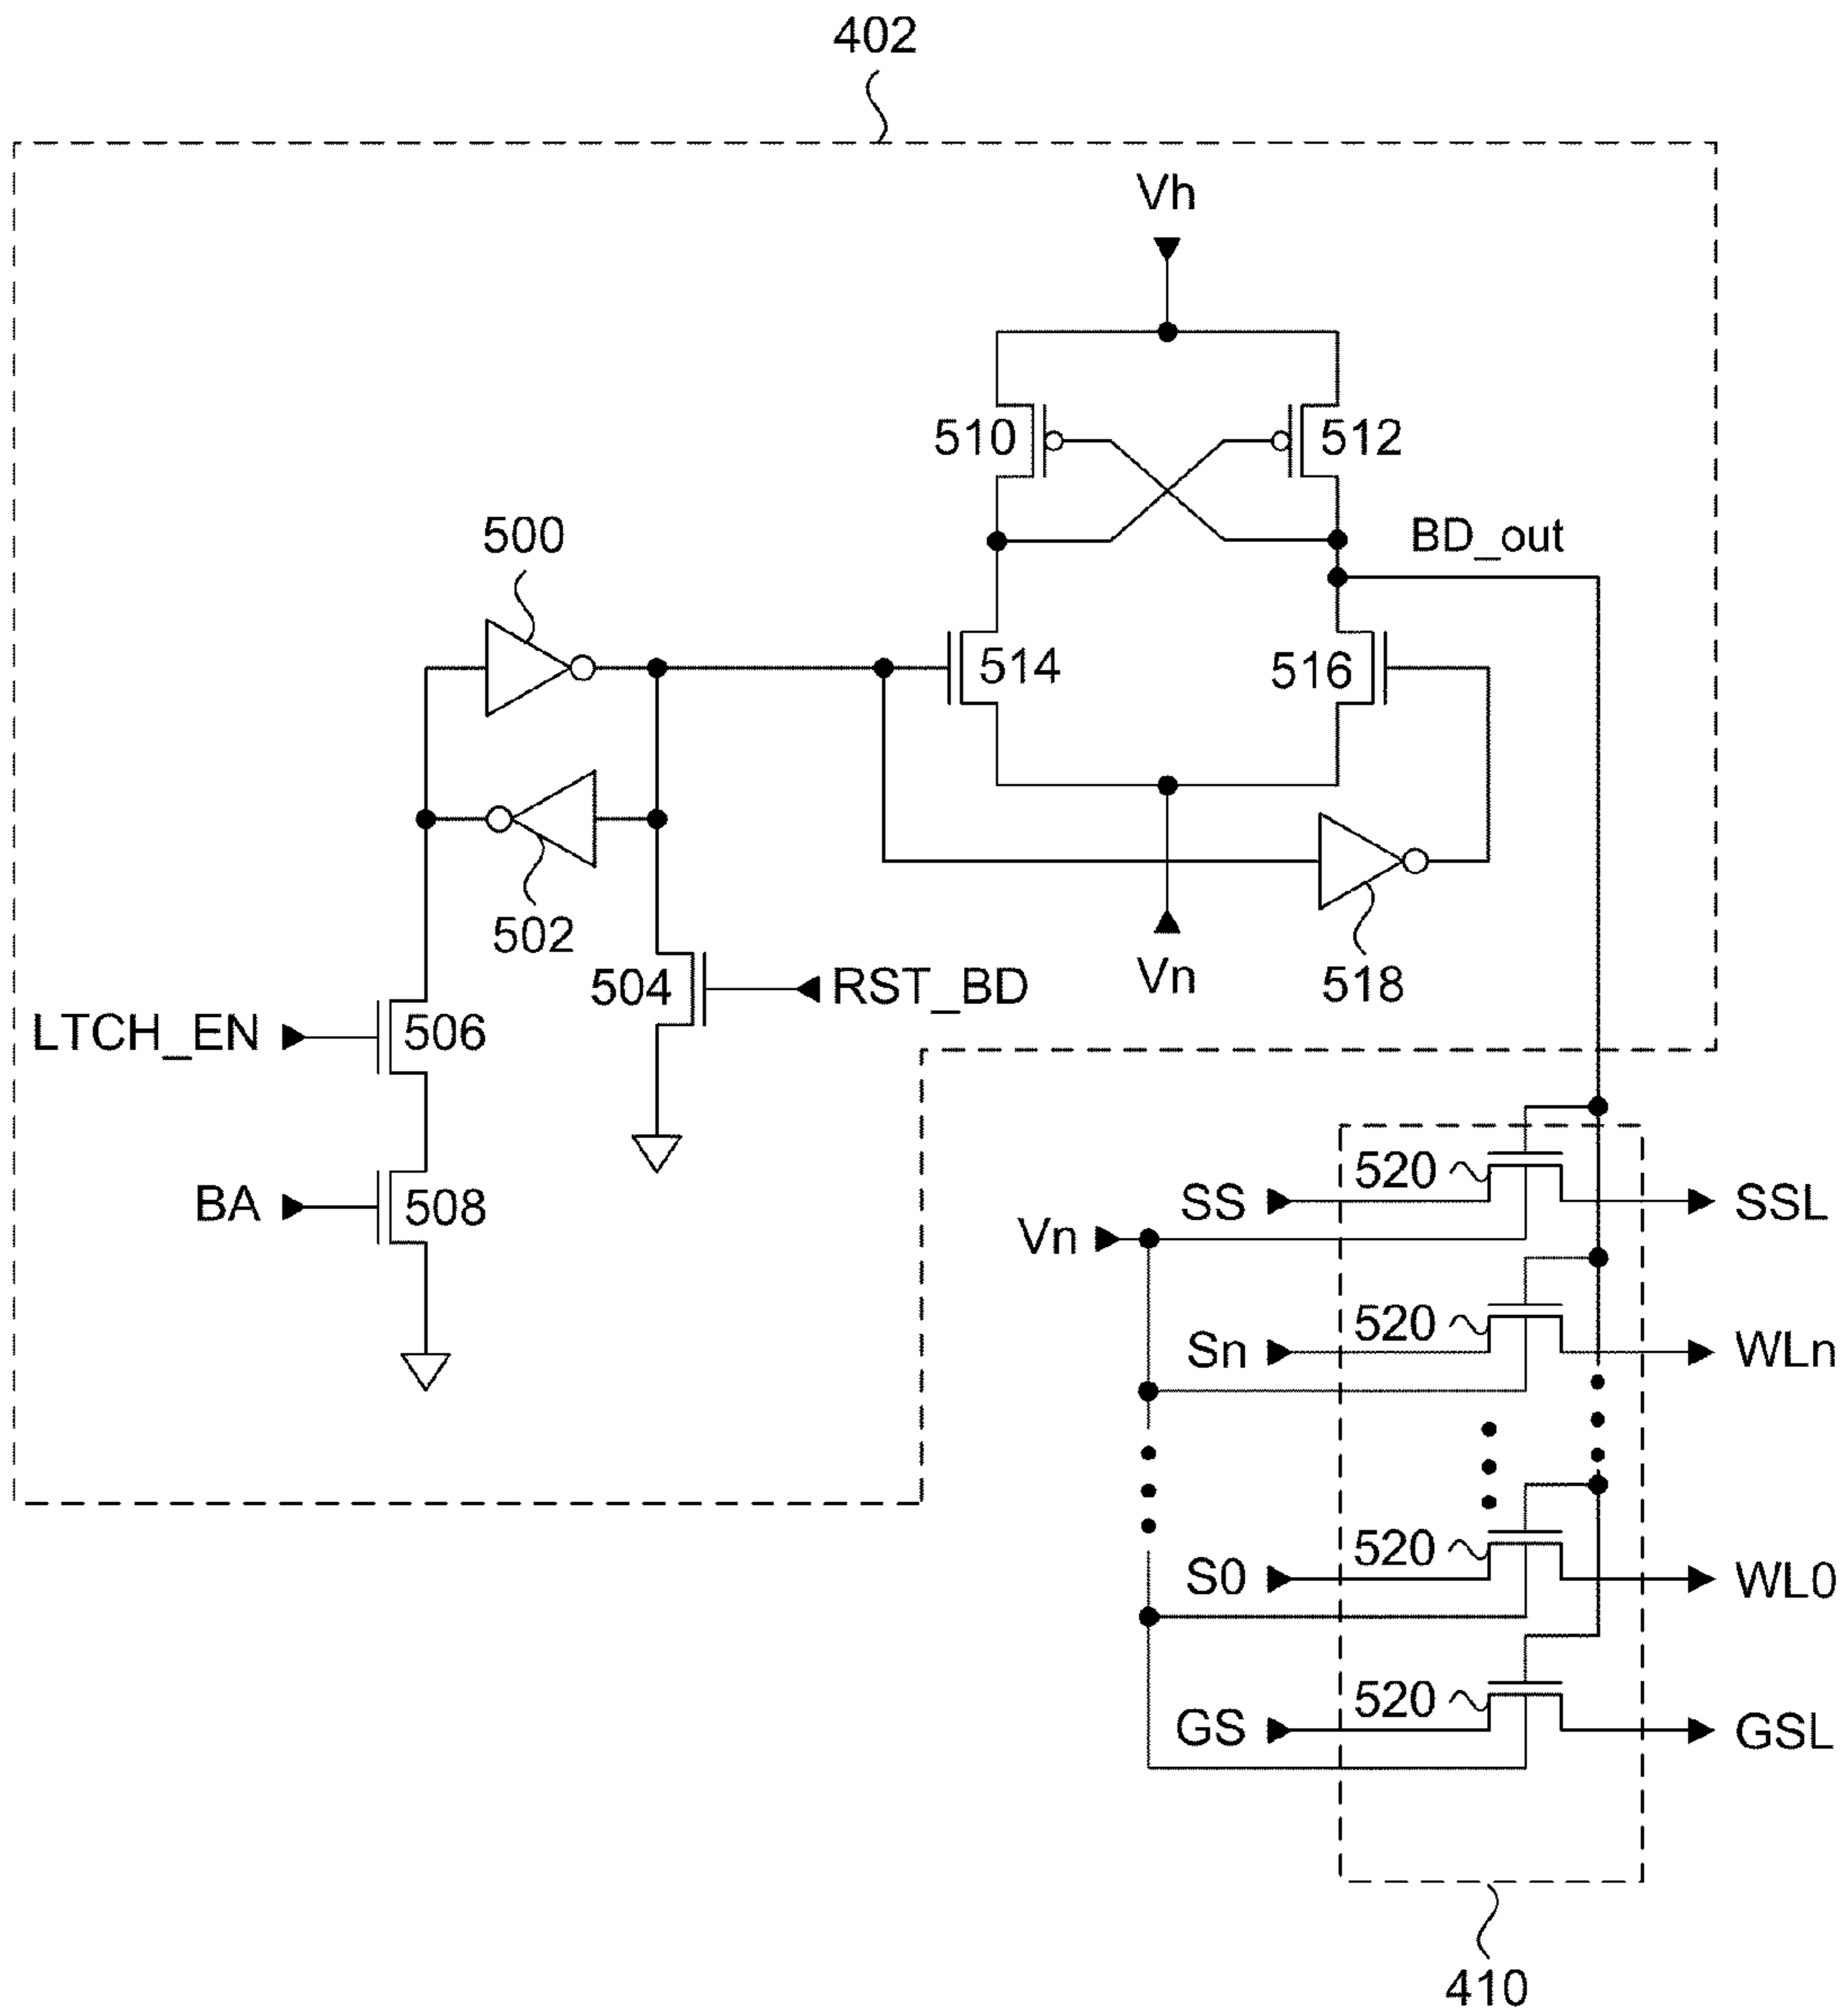 402
Vh
510
512
500
BD_out
514
516
502
504
RST_BD
Vn
518
LTCH_EN
506
BA
508
520
SS
SSL
Vn
520
Sn
WLn
520
S0
WL0
520
GS
GSL
410